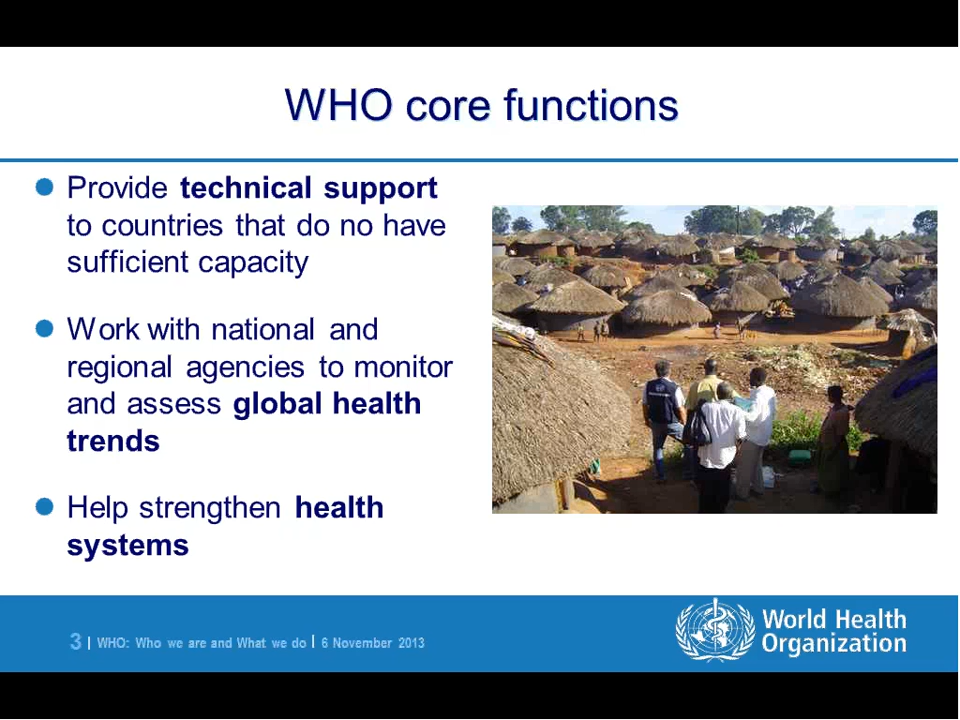 WHO core functions
Provide technical support
to countries that do no have
sufficient capacity
Work with national and
regional agencies to monitor
and assess global health
trends
Help strengthen health
systems
3 | WHO: Who we are and What we do | 6 November 2013
World Health
Organization